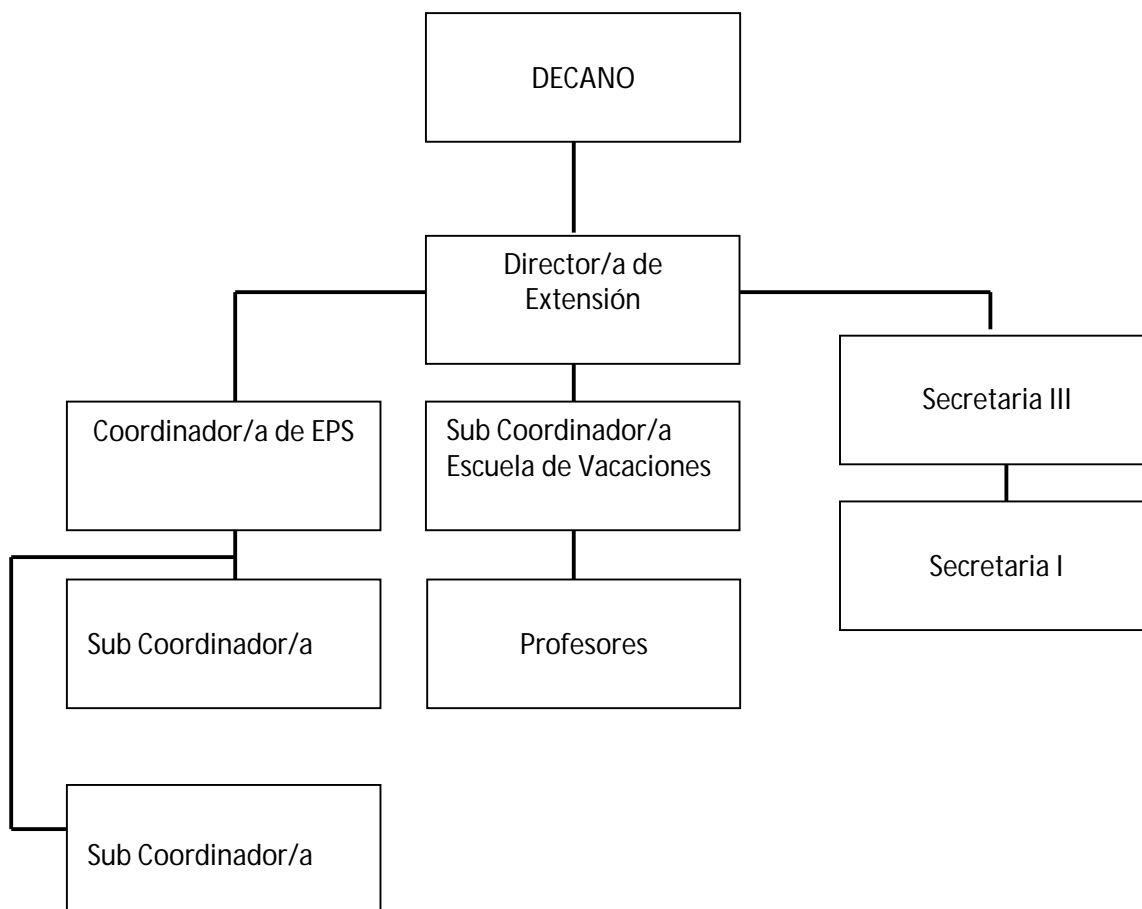 DECANO
Director/a de
Extensión
Coordinador/a de EPS
Sub Coordinador/a
Escuela de Vacaciones
Secretaria III
Secretaria I
Sub Coordinador/a
Profesores
Sub Coordinador/a